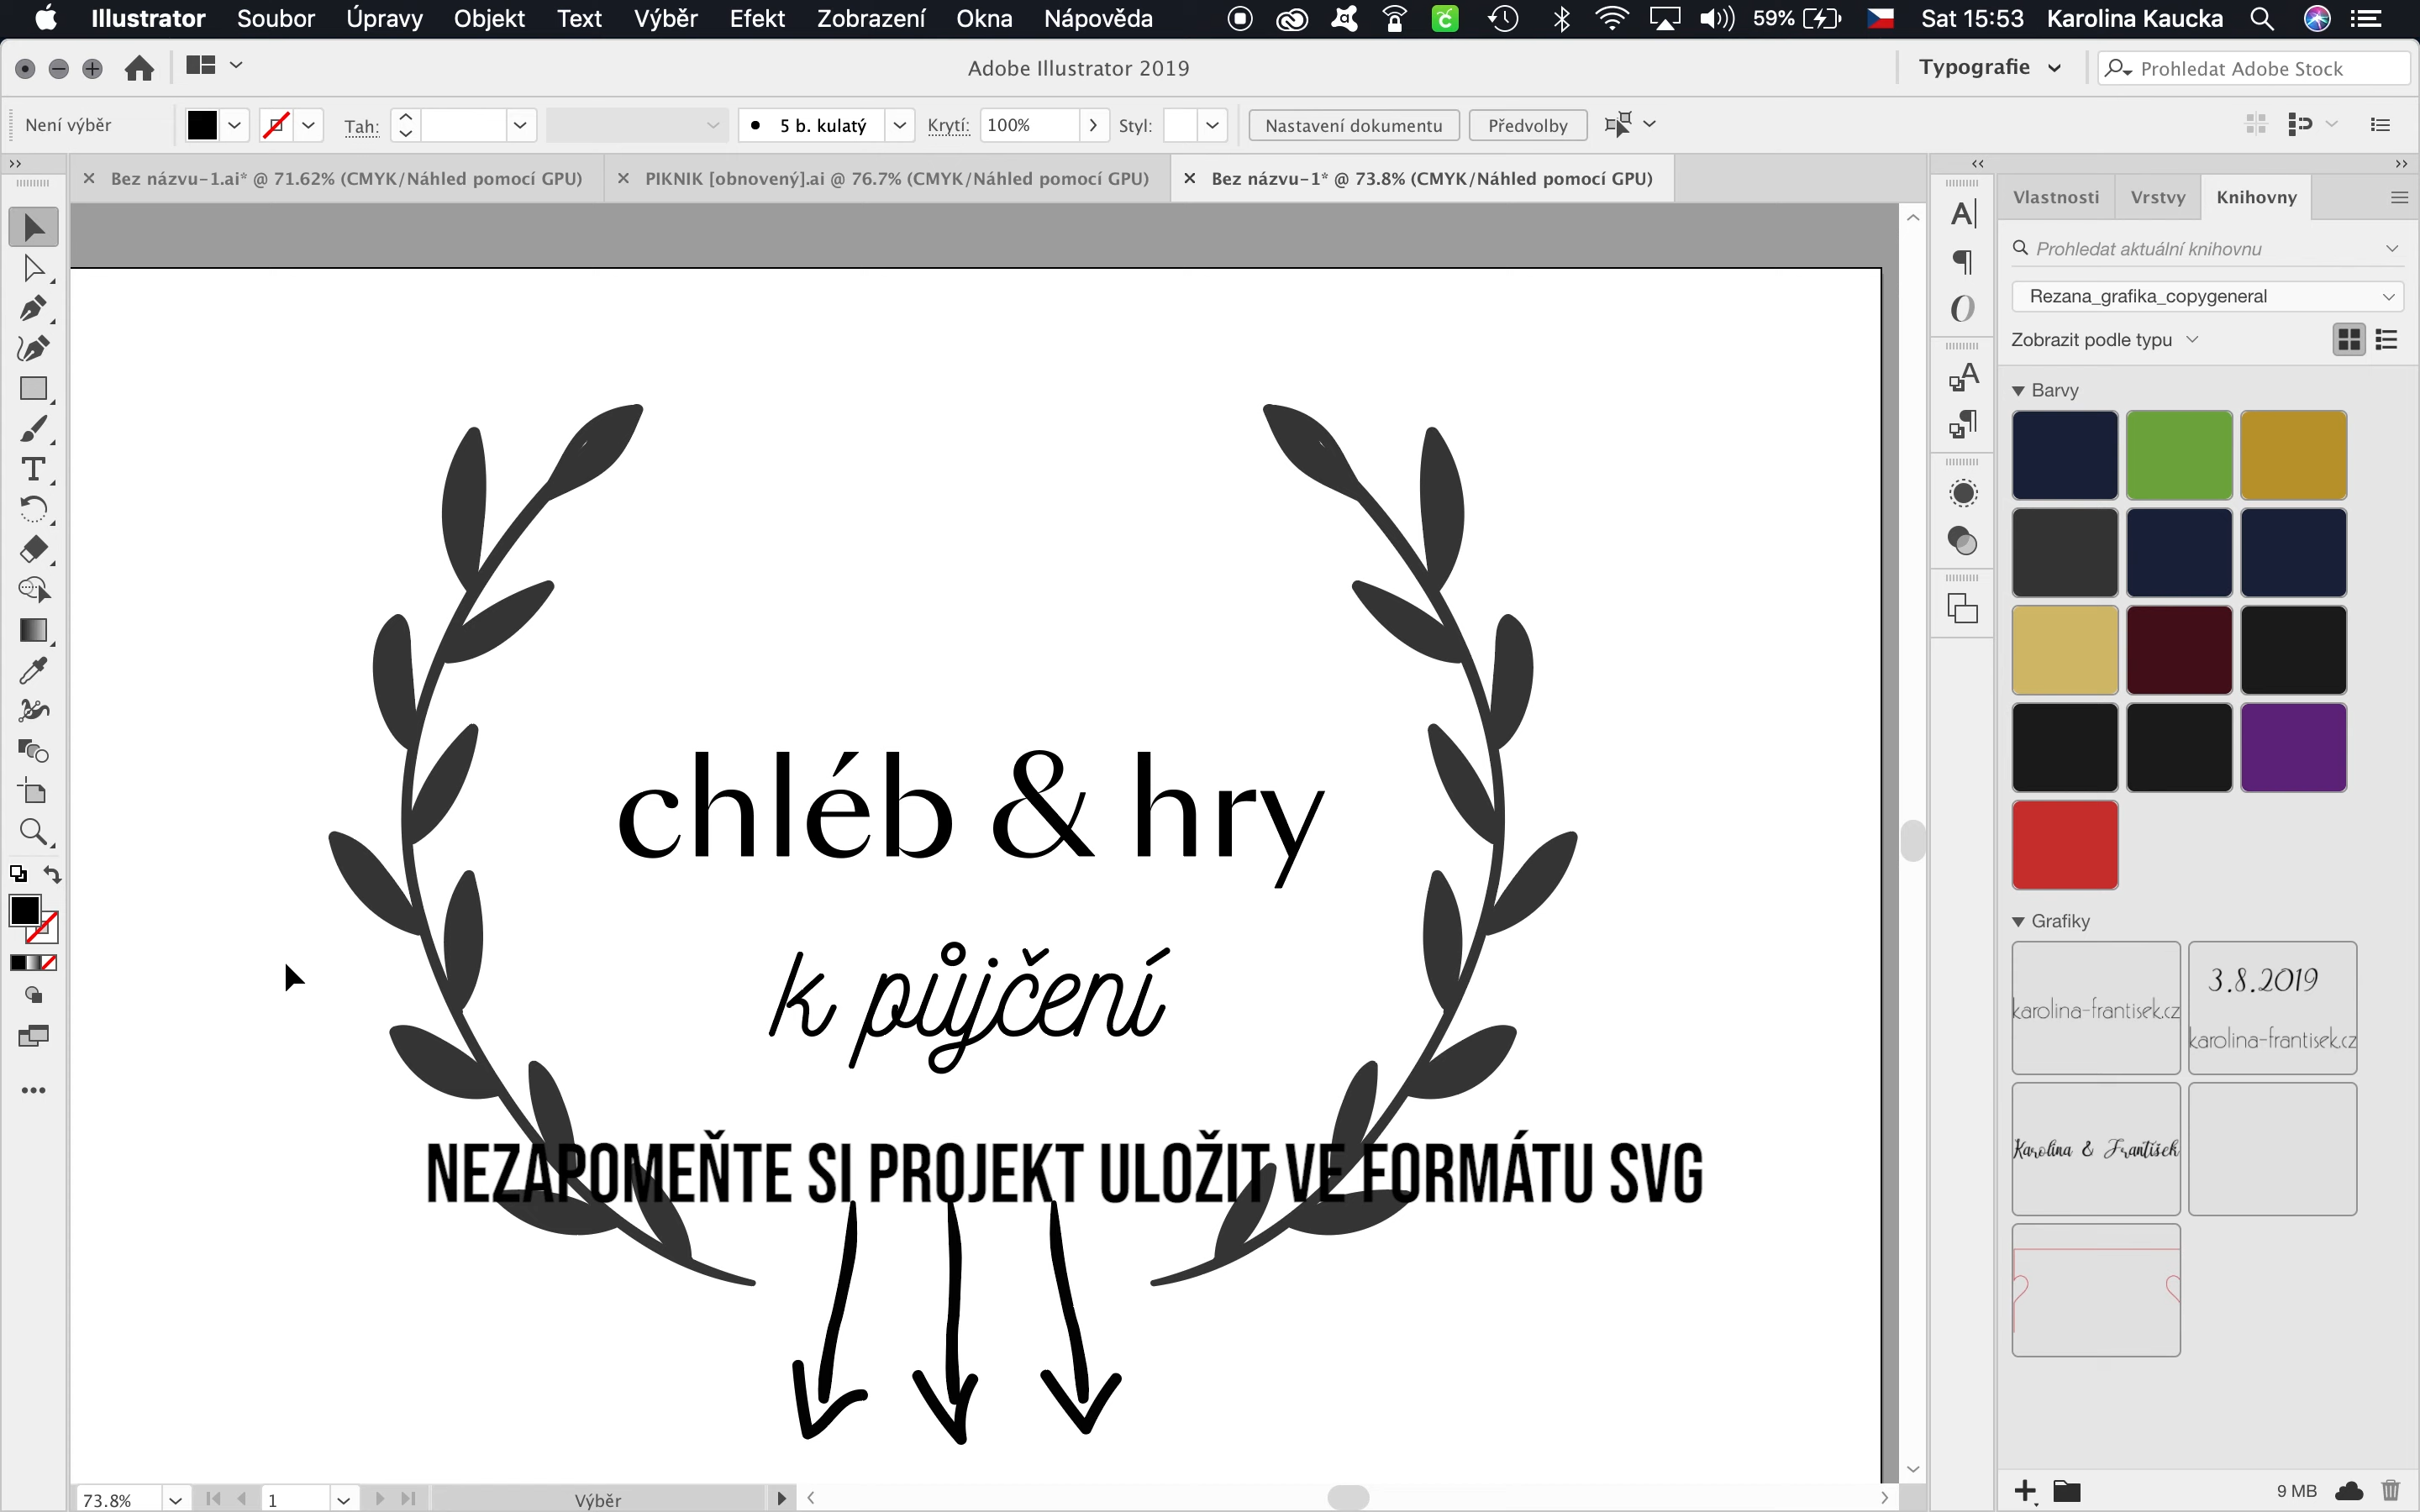 Illustrator Soubor Úpravy Objekt Text Výběr Efekt Zobrazení Okna Nápověda 59% Sat 15:53 Karolina Kaucka
Adobe Illustrator 2019 Typografie Prohledat Adobe Stock
Není výběr Tah: 5 b. kulatý Krytí: 100% Styl: Nastavení dokumentu Předvolby
Bez názvu-1.ai* @ 71.62% (CMYK/Náhled pomocí GPU) PIKNIK [obnovený].ai @ 76.7% (CMYK/Náhled pomocí GPU) Bez názvu-1* @ 73.8% (CMYK/Náhled pomocí GPU)
Vlastnosti Vrstvy Knihovny
Prohledat aktuální knihovnu
Rezana_grafika_copygeneral
Zobrazit podle typu
Barvy
chléb & hry
k půjčení
NEZAPOMEŇTE SI PROJEKT ULOŽIT VE FORMÁTU SVG
Grafiky
karolina-frantisek.cz
3.8.2019
karolina-frantisek.cz
Karolina & František
73.8% 1 Výběr 9 MB